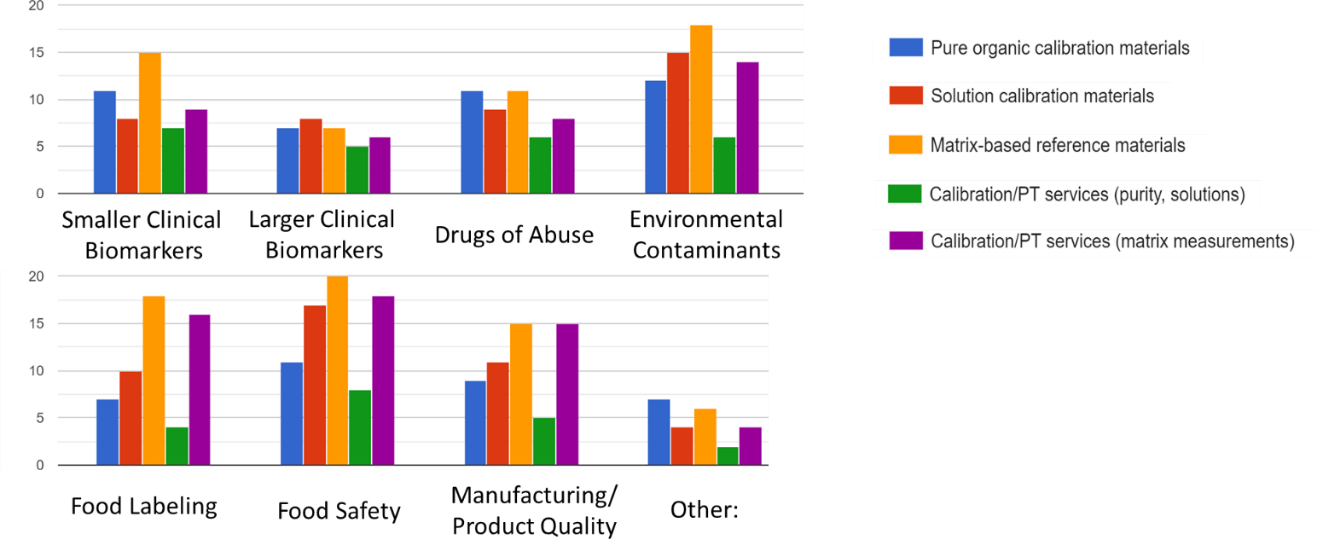 20
15
10
5
0
Smaller Clinical
Biomarkers
Larger Clinical
Biomarkers
Drugs of Abuse
Environmental
Contaminants
Pure organic calibration materials
Solution calibration materials
Matrix-based reference materials
Calibration/PT services (purity, solutions)
Calibration/PT services (matrix measurements)
20
15
10
5
0
Food Labeling
Food Safety
Manufacturing/
Product Quality
Other: